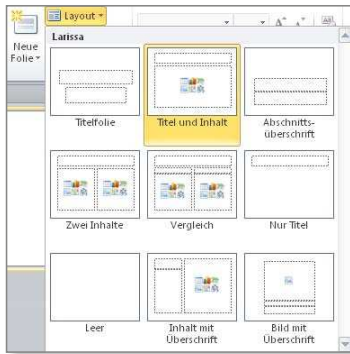 Layout
Neue
Folie
Larissa
Titelfolie
Titel und Inhalt
Abschnitts-
überschrift
Zwei Inhalte
Vergleich
Nur Titel
Leer
Inhalt mit
Überschrift
Bild mit
Überschrift